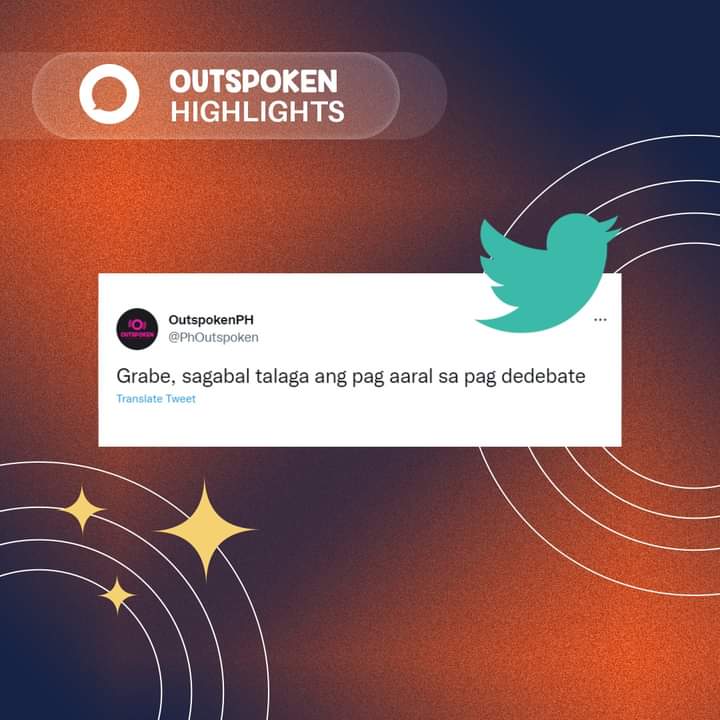 OUTSPOKEN
HIGHLIGHTS
OUTSPOKEN
OutspokenPH
@PhOutspoken
Grabe, sagabal talaga ang pag aaral sa pag dedebate
Translate Tweet